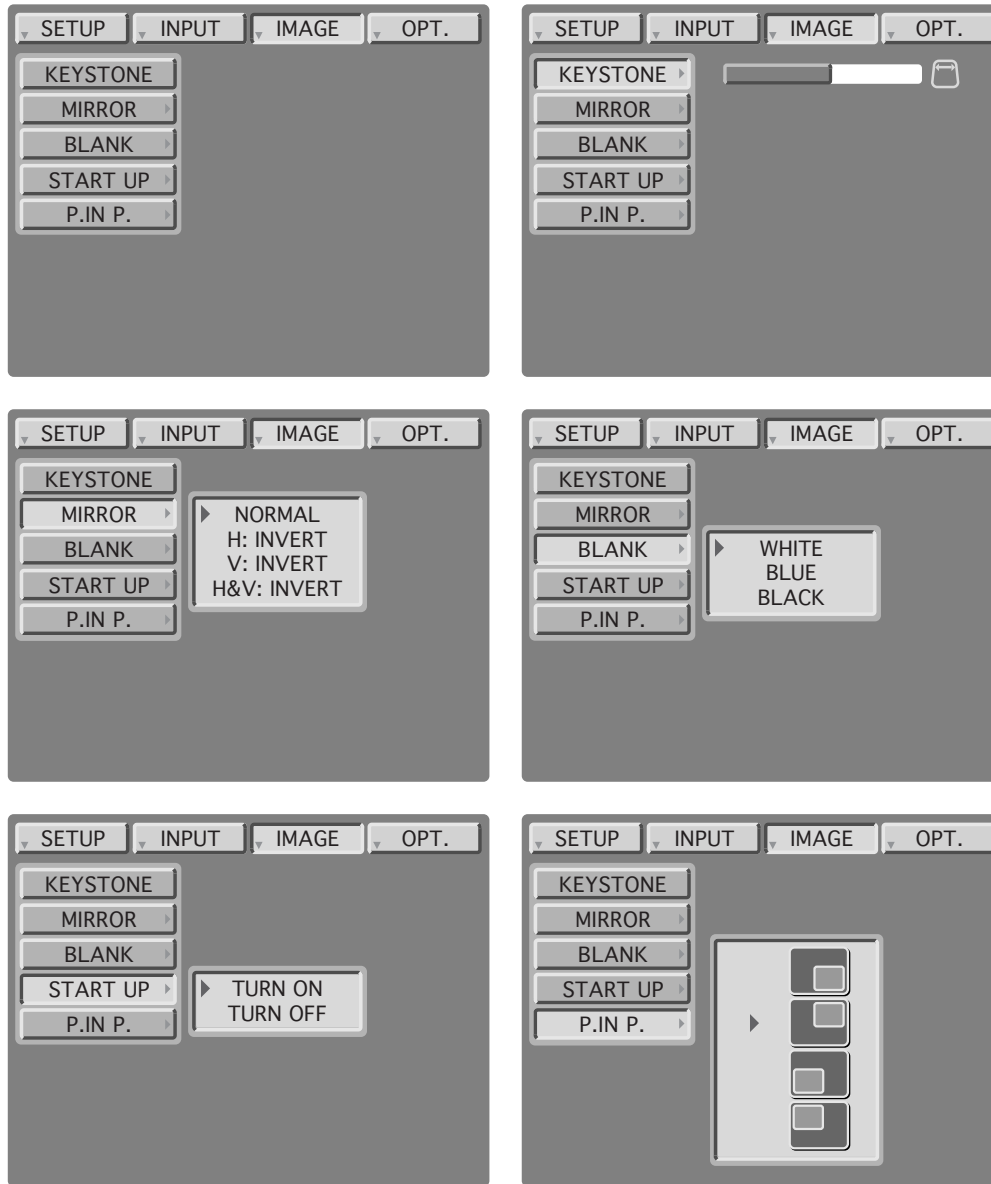 SETUP INPUT IMAGE OPT.
KEYSTONE
MIRROR
BLANK
START UP
P.IN P.
SETUP INPUT IMAGE OPT.
KEYSTONE
MIRROR
BLANK
START UP
P.IN P.
SETUP INPUT IMAGE OPT.
KEYSTONE
MIRROR
BLANK
START UP
P.IN P.
NORMAL
H: INVERT
V: INVERT
H&V: INVERT
SETUP INPUT IMAGE OPT.
KEYSTONE
MIRROR
BLANK
START UP
P.IN P.
WHITE
BLUE
BLACK
SETUP INPUT IMAGE OPT.
KEYSTONE
MIRROR
BLANK
START UP
P.IN P.
TURN ON
TURN OFF
SETUP INPUT IMAGE OPT.
KEYSTONE
MIRROR
BLANK
START UP
P.IN P.